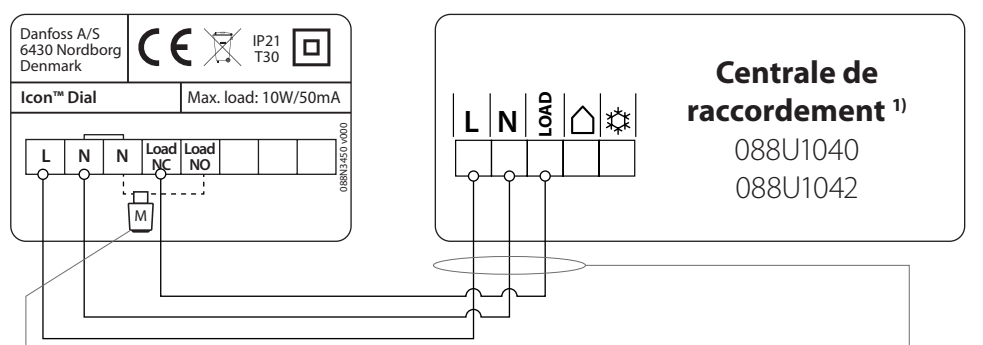 Danfoss A/S
6430 Nordborg
Denmark
CE
IP21
T30
Icon™ Dial
Max. load: 10W/50mA
L
N
N
Load
NC
Load
NO
088N3450 v000
M
L
N
LOAD
Centrale de
raccordement ¹⁾
088U1040
088U1042